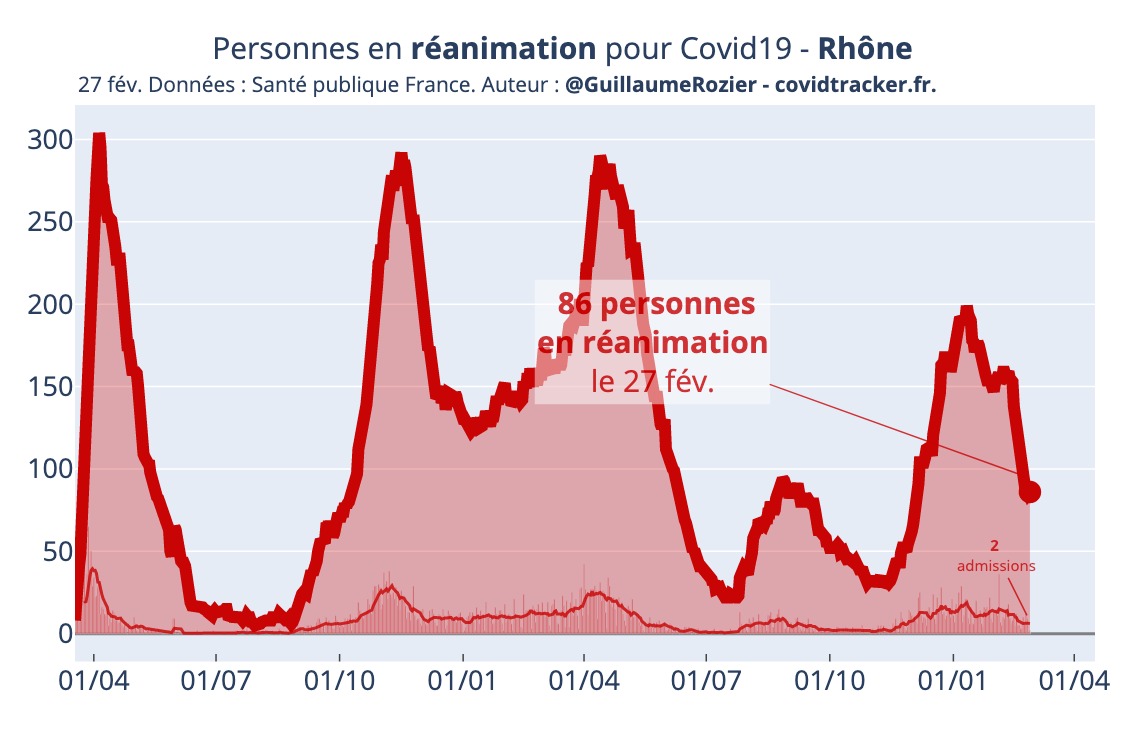 Personnes en réanimation pour Covid19 - Rhône
27 fév. Données : Santé publique France. Auteur : @GuillaumeRozier - covidtracker.fr.
300
250
200
150
100
50
0
86 personnes
en réanimation
le 27 fév.
2
admissions
01/04 01/07 01/10 01/01 01/04 01/07 01/10 01/01 01/04